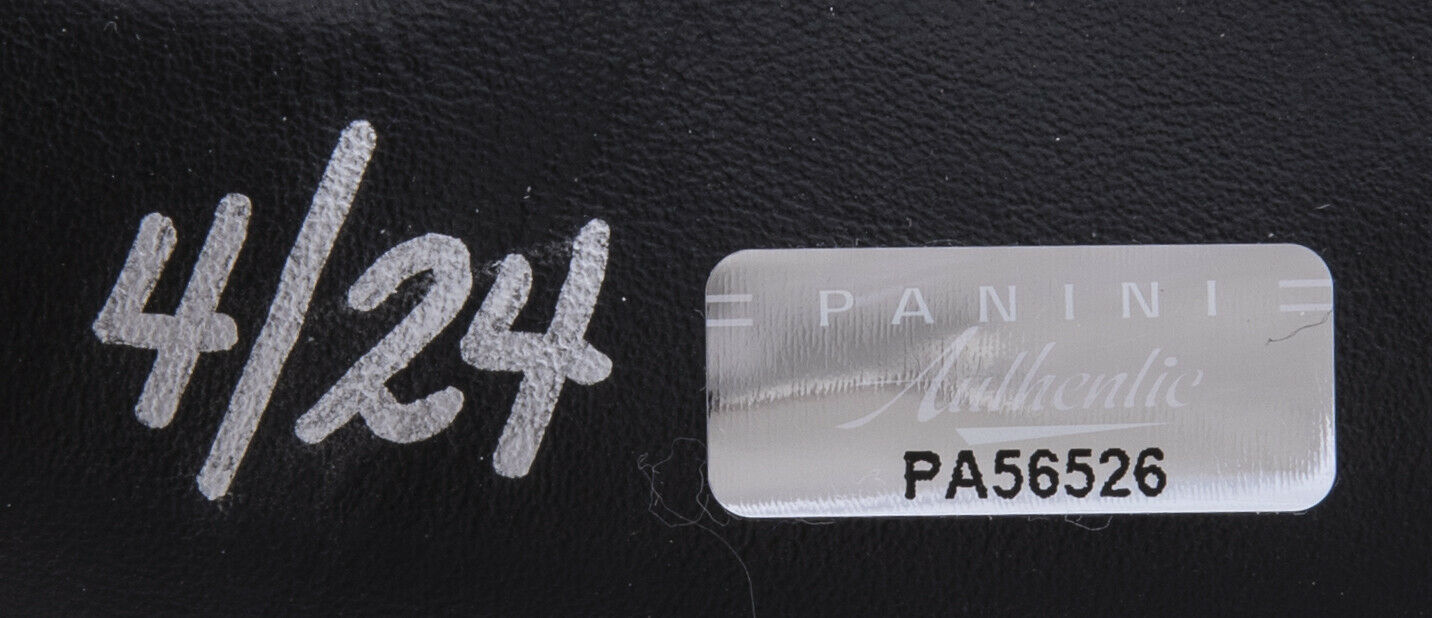 4/24
PANINI
Authentic
PA56526